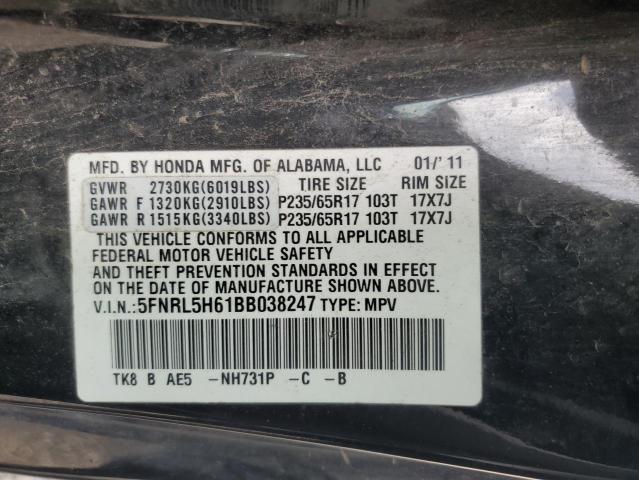 MFD. BY HONDA MFG. OF ALABAMA, LLC 01/'11
GVWR 2730KG(6019LBS) TIRE SIZE RIM SIZE
GAWR F 1320KG(2910LBS) P235/65R17 103T 17X7J
GAWR R 1515KG(3340LBS) P235/65R17 103T 17X7J
THIS VEHICLE CONFORMS TO ALL APPLICABLE
FEDERAL MOTOR VEHICLE SAFETY
AND THEFT PREVENTION STANDARDS IN EFFECT
ON THE DATE OF MANUFACTURE SHOWN ABOVE.
V.I.N.:5FNRL5H61BB038247 TYPE: MPV
TK8 B AE5 -NH731P -C -B